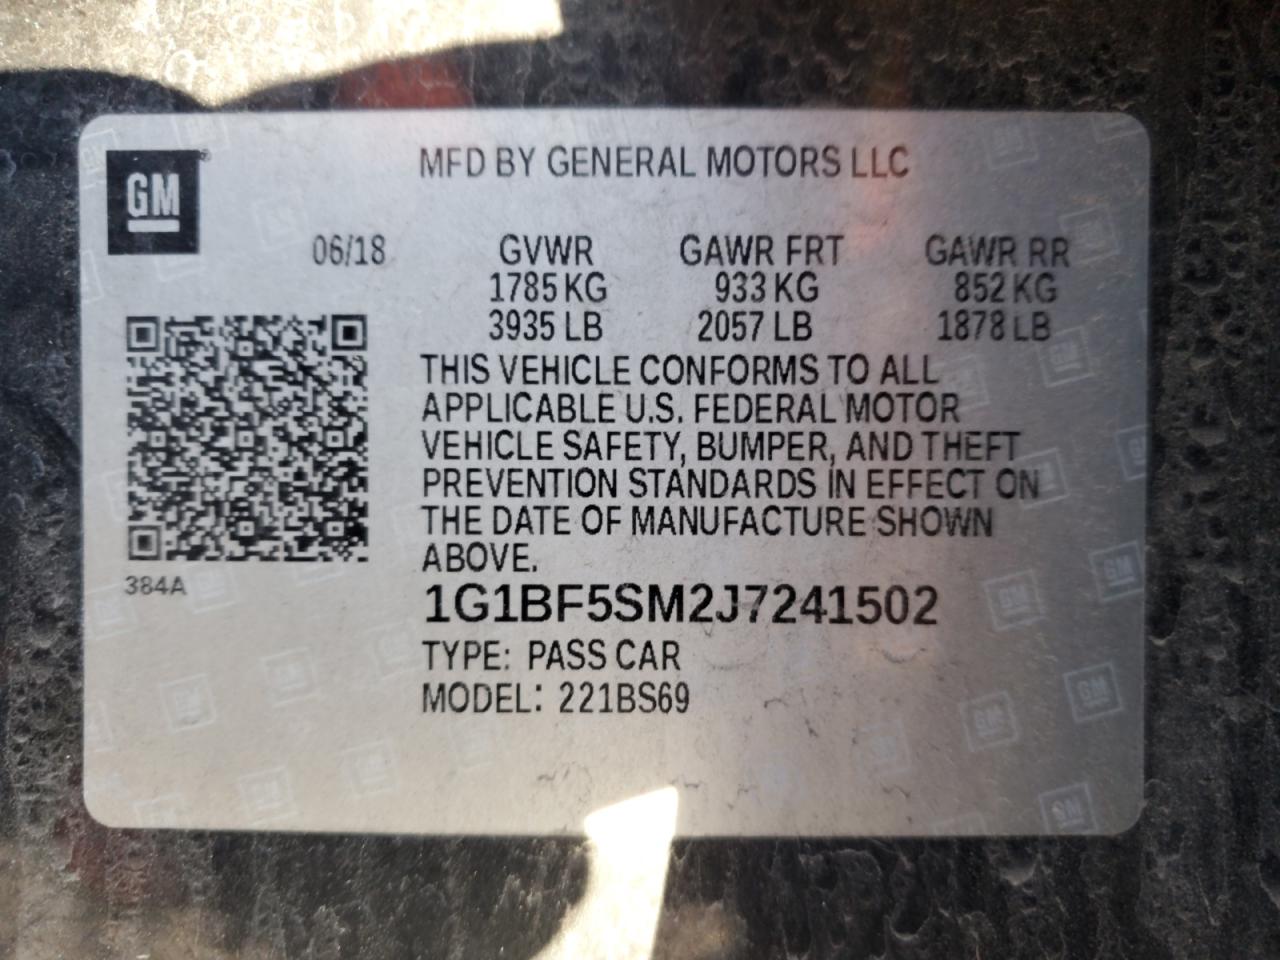 GM
MFD BY GENERAL MOTORS LLC
06/18 GVWR GAWR FRT GAWR RR
1785 KG 933 KG 852 KG
3935 LB 2057 LB 1878 LB
THIS VEHICLE CONFORMS TO ALL
APPLICABLE U.S. FEDERAL MOTOR
VEHICLE SAFETY, BUMPER, AND THEFT
PREVENTION STANDARDS IN EFFECT ON
THE DATE OF MANUFACTURE SHOWN
ABOVE.
384A
1G1BF5SM2J7241502
TYPE: PASS CAR
MODEL: 221BS69